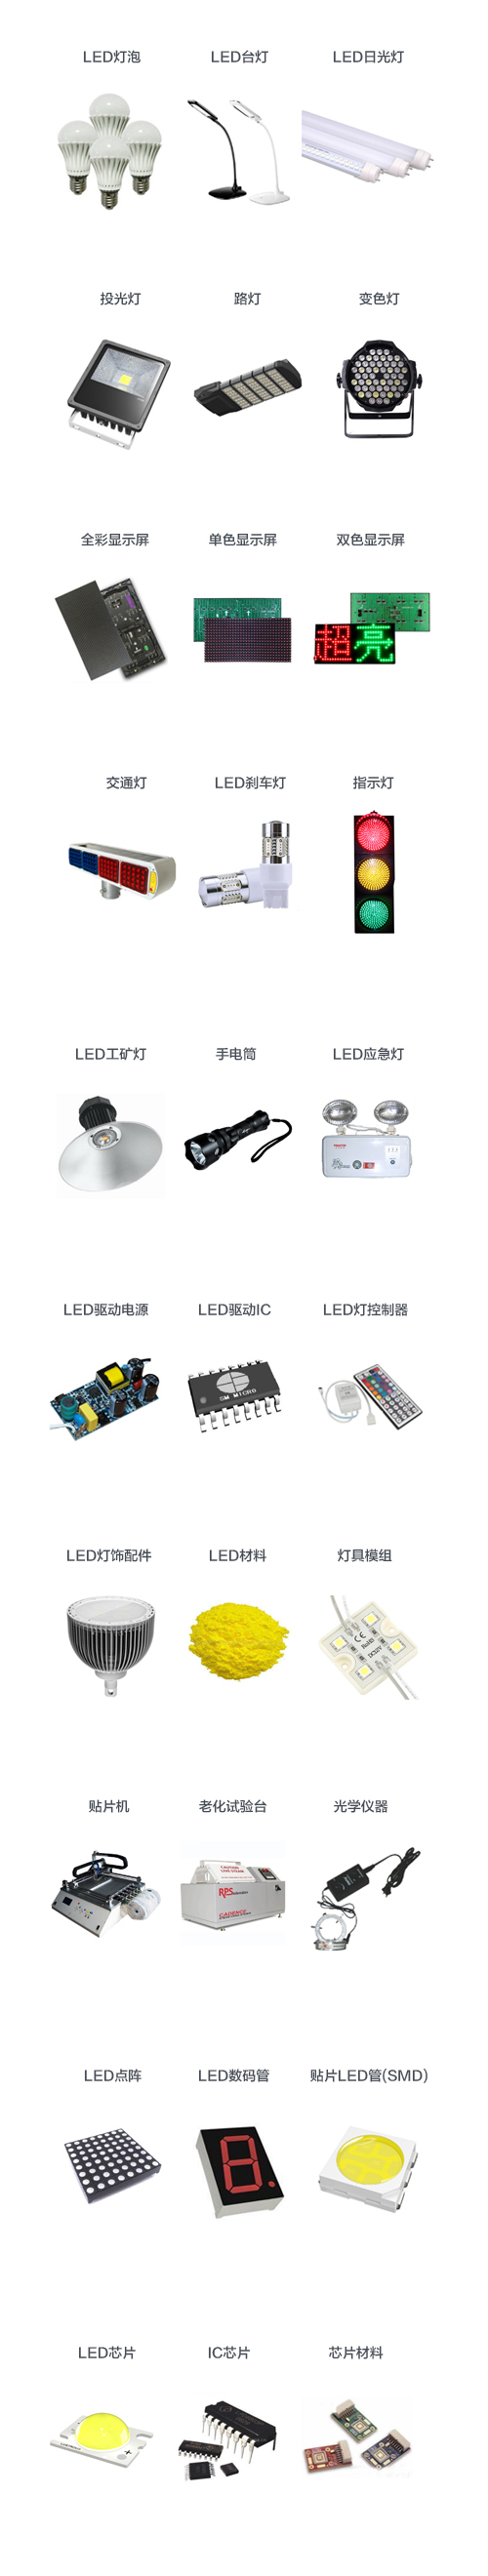 LED灯泡 LED台灯 LED日光灯
投光灯 路灯 变色灯
全彩显示屏 单色显示屏 双色显示屏
超亮
交通灯 LED刹车灯 指示灯
LED工矿灯 手电筒 LED应急灯
LED驱动电源 LED驱动IC LED灯控制器
SM MICRO
LED灯饰配件 LED材料 灯具模组
CE
RoHS
DC12V
贴片机 老化试验台 光学仪器
RPS
CADENCE
LED点阵 LED数码管 贴片LED管(SMD)
8.
LED芯片 IC芯片 芯片材料
+